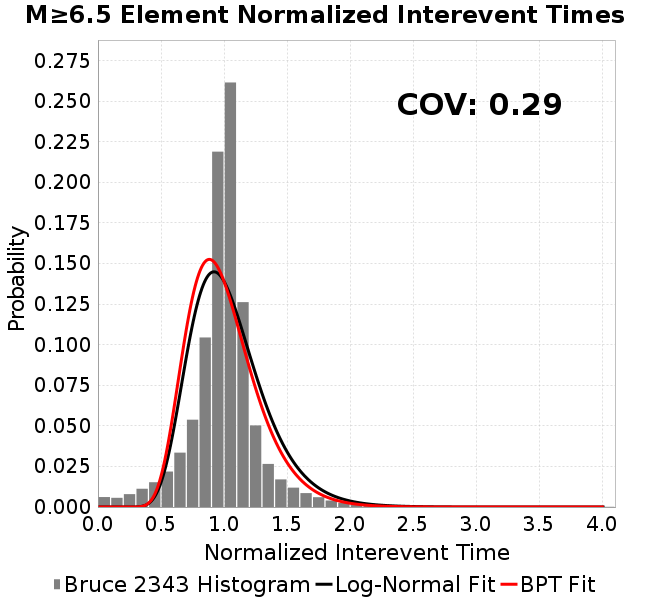 M≥6.5 Element Normalized Interevent Times
COV: 0.29
Probability
0.275
0.250
0.225
0.200
0.175
0.150
0.125
0.100
0.075
0.050
0.025
0.000
0.0 0.5 1.0 1.5 2.0 2.5 3.0 3.5 4.0
Normalized Interevent Time
Bruce 2343 Histogram Log-Normal Fit BPT Fit